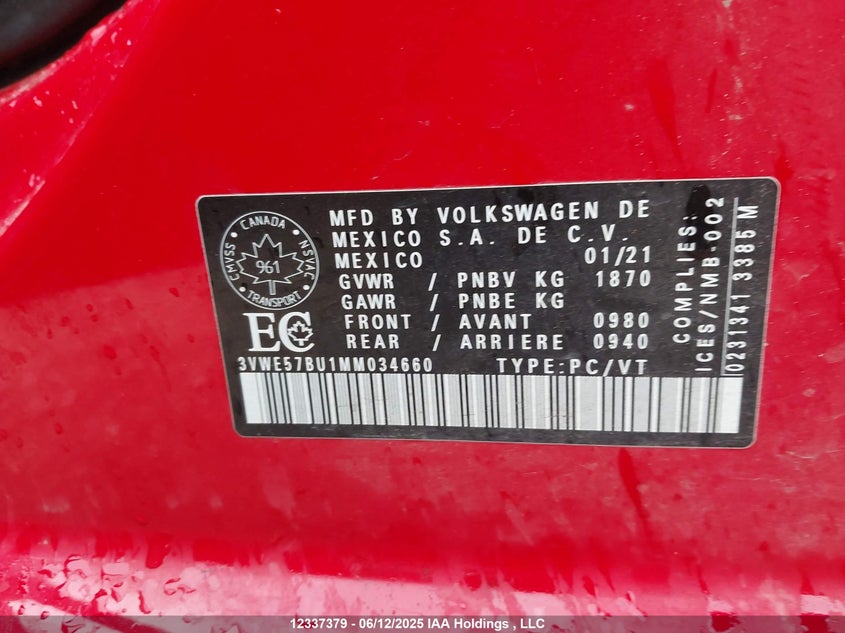 CANADA
CMVSS
NSVAC
961
TRANSPORT
EC
MFD BY VOLKSWAGEN DE
MEXICO S.A. DE C.V.
MEXICO 01/21
GVWR / PNBV KG 1870
GAWR / PNBE KG
FRONT / AVANT 0980
REAR / ARRIERE 0940
3VWE57BU1MM034660 TYPE:PC/VT
COMPLIES:
ICES/NMB-002
0231341 3385 M
12337379 - 06/12/2025 IAA Holdings , LLC